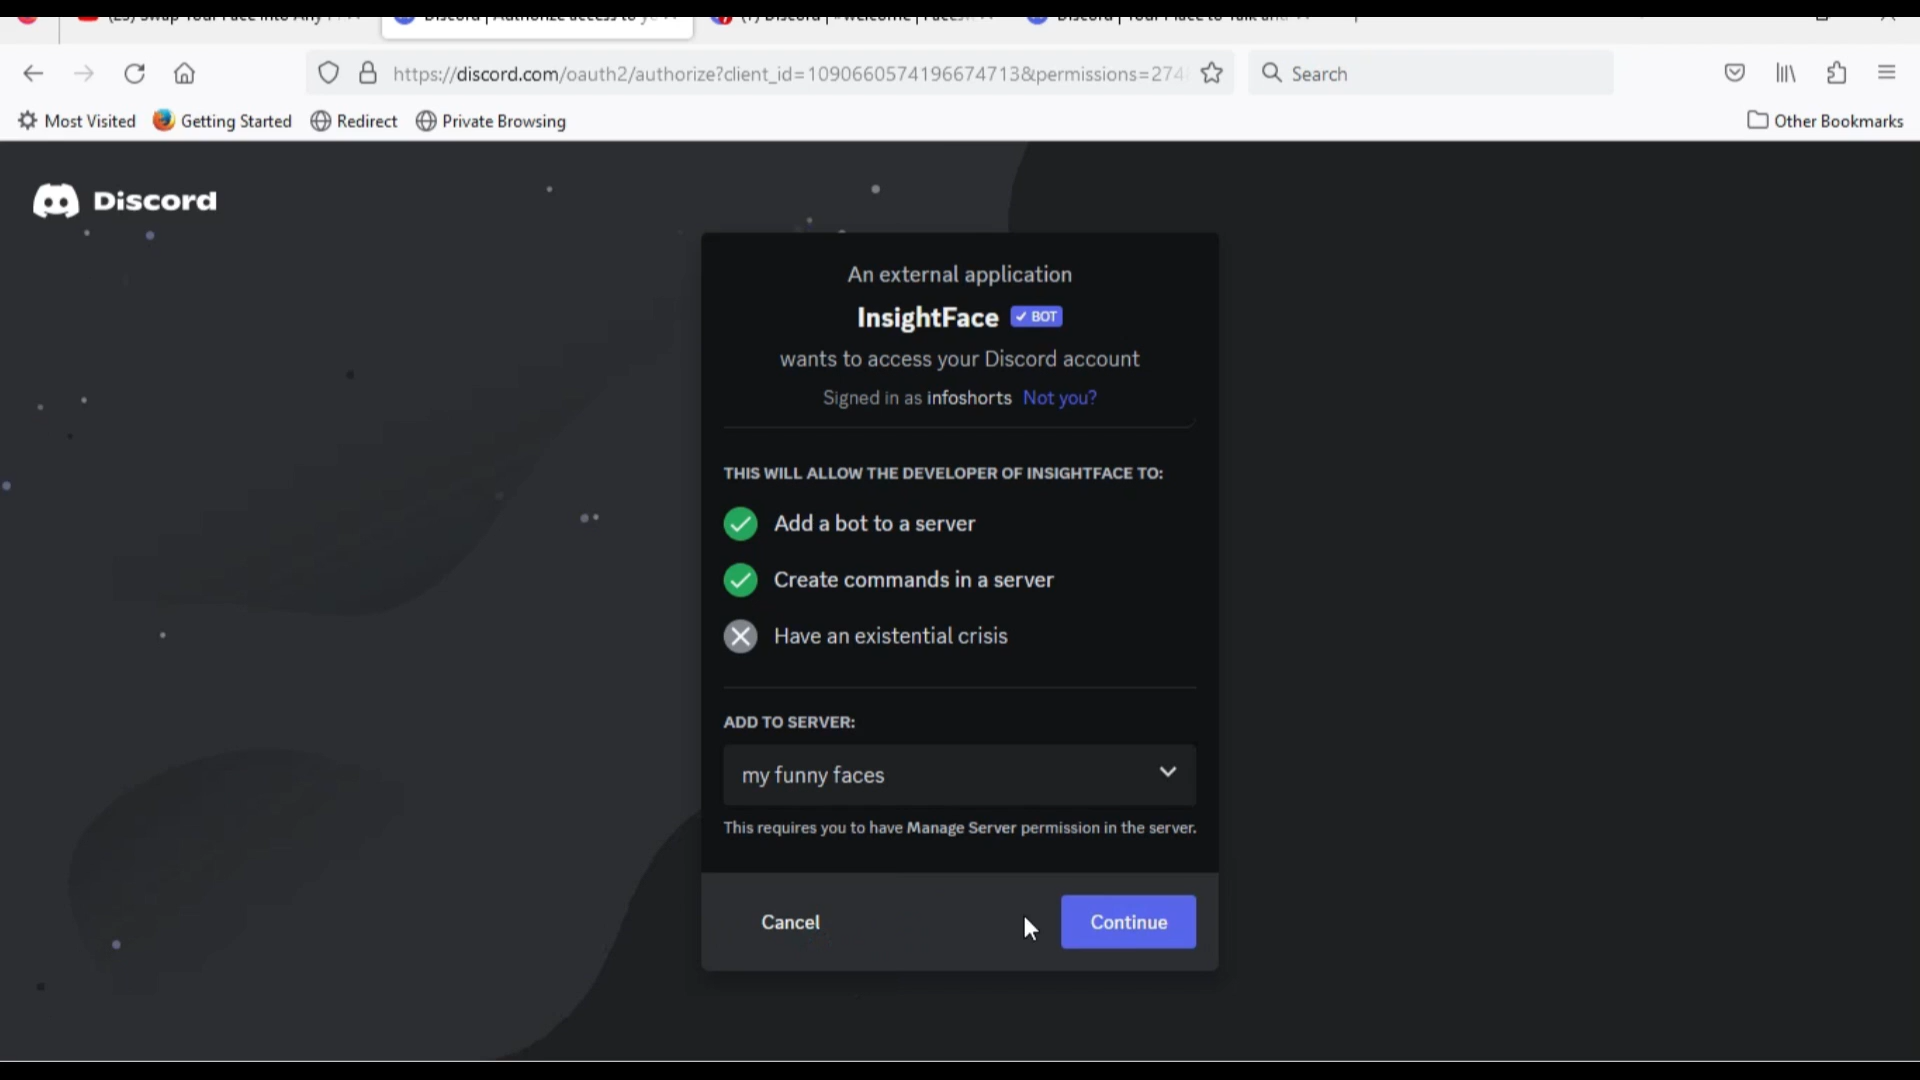 https://discord.com/oauth2/authorize?client_id=1090660574196674713&permissions=274
Search
Most Visited
Getting Started
Redirect
Private Browsing
Other Bookmarks
Discord
An external application
InsightFace
BOT
wants to access your Discord account
Signed in as infoshorts Not you?
THIS WILL ALLOW THE DEVELOPER OF INSIGHTFACE TO:
Add a bot to a server
Create commands in a server
Have an existential crisis
ADD TO SERVER:
my funny faces
This requires you to have Manage Server permission in the server.
Cancel
Continue